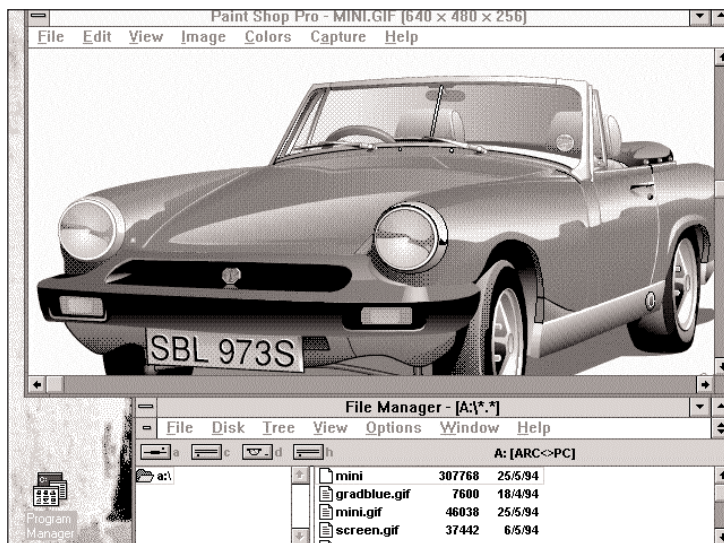 Paint Shop Pro - MINI.GIF [640 × 480 × 256]
File Edit View Image Colors Capture Help
SBL 973S
File Manager - [A:\*.*]
File Disk Tree View Options Window Help
a c d h A: [ARC<>PC]
a:\
mini 307768 25/5/94
gradblue.gif 7600 18/4/94
mini.gif 46038 25/5/94
screen.gif 37442 6/5/94
Program
Manager